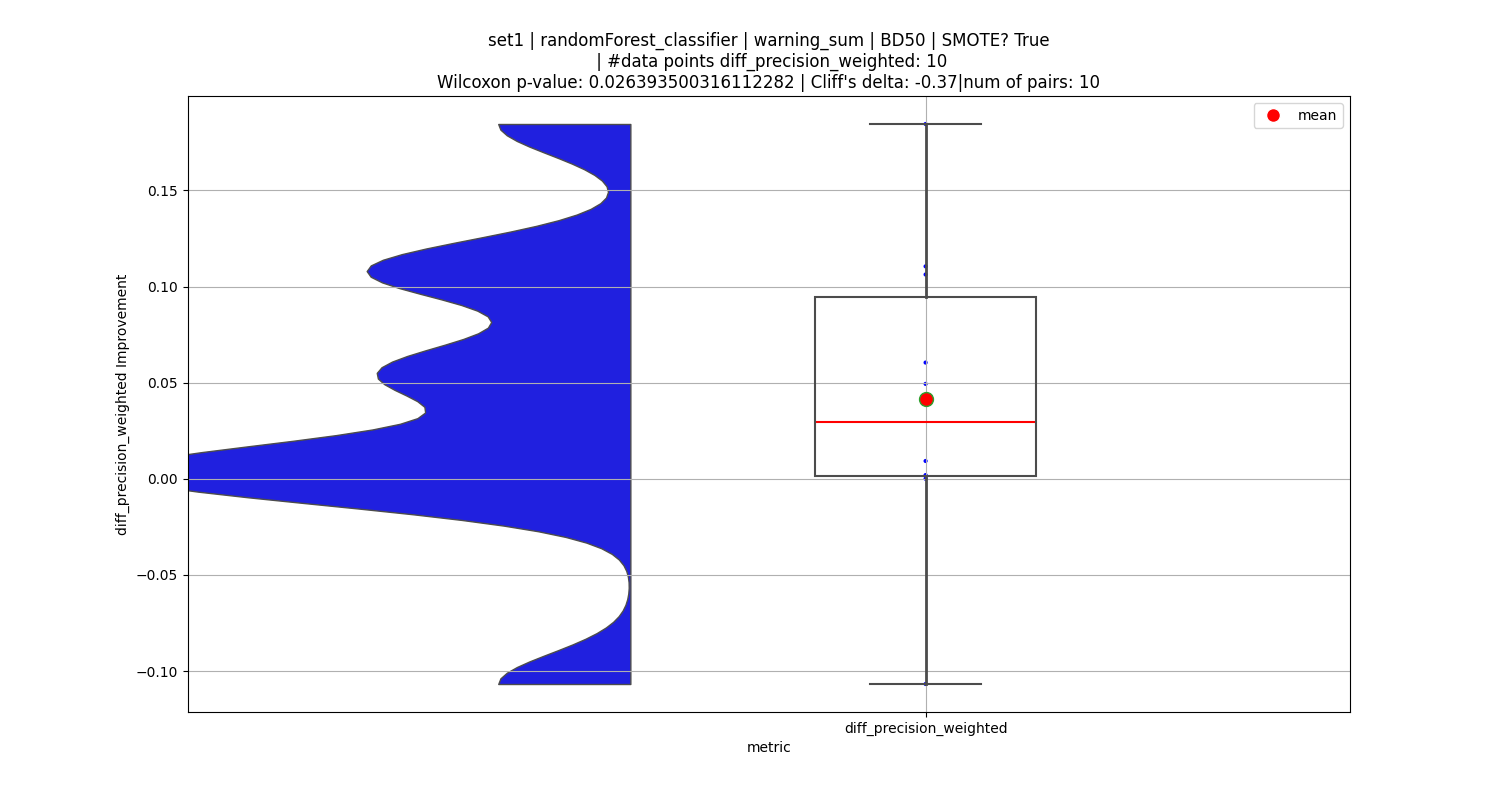 set1 | randomForest_classifier | warning_sum | BD50 | SMOTE? True
| #data points diff_precision_weighted: 10
Wilcoxon p-value: 0.026393500316112282 | Cliff's delta: -0.37|num of pairs: 10
mean
diff_precision_weighted Improvement
0.15
0.10
0.05
0.00
−0.05
−0.10
diff_precision_weighted
metric